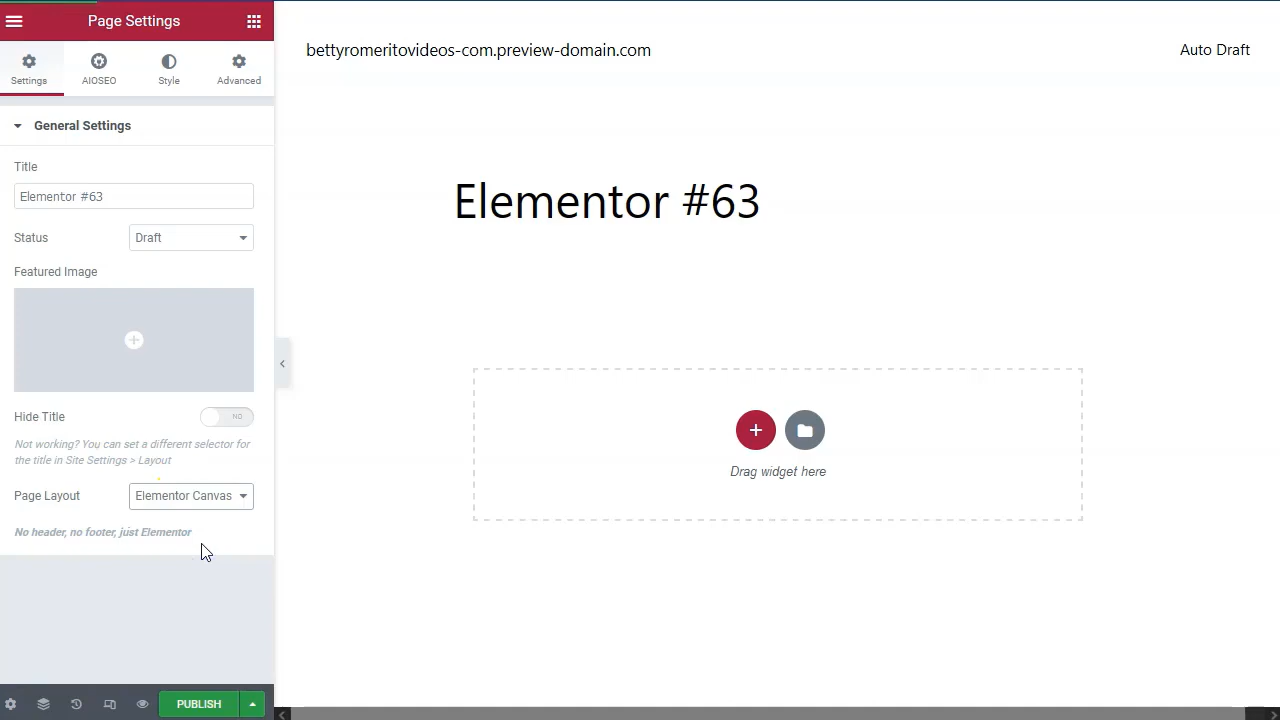 Page Settings
Settings
AIOSEO
Style
Advanced
General Settings
Title
Elementor #63
Status
Draft
Featured Image
Hide Title
NO
Not working? You can set a different selector for
the title in Site Settings > Layout
Page Layout
Elementor Canvas
No header, no footer, just Elementor
PUBLISH
bettyromeritovideos-com.preview-domain.com
Auto Draft
Elementor #63
Drag widget here